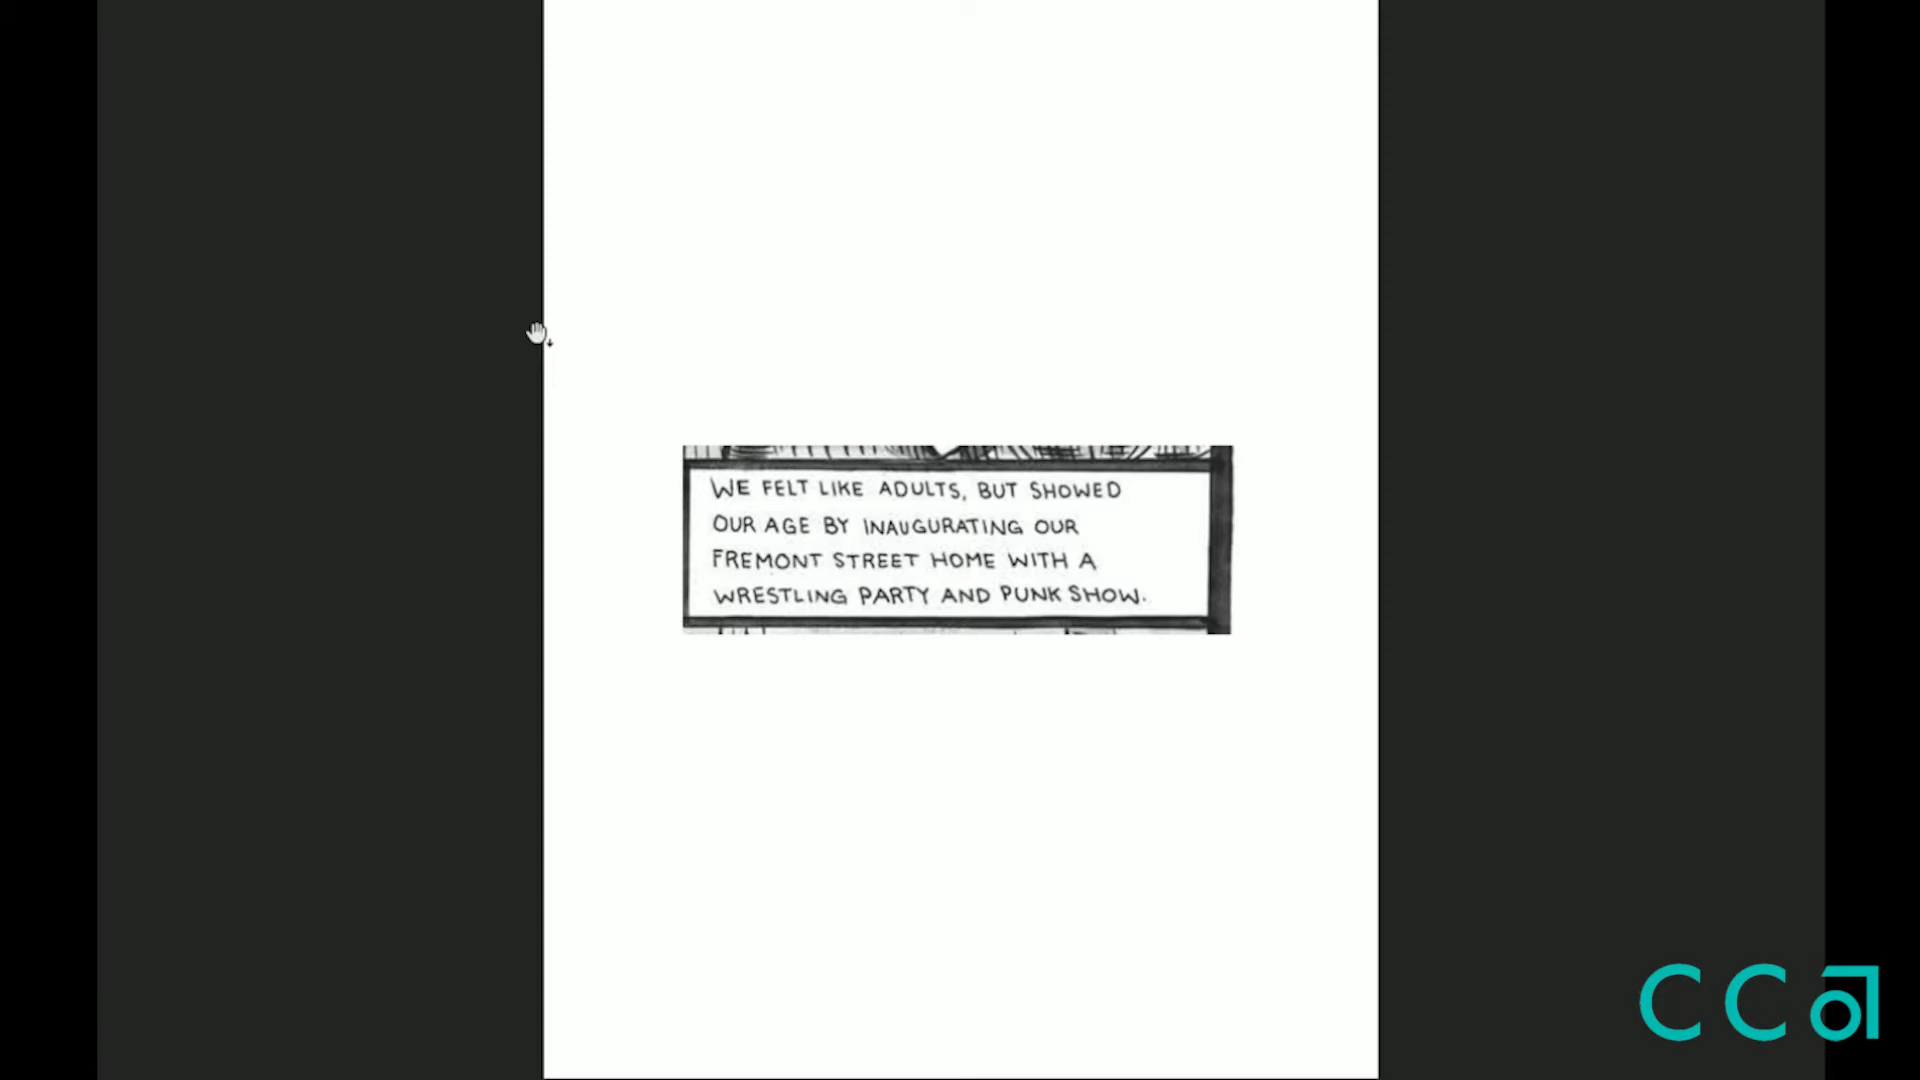 WE FELT LIKE ADULTS, BUT SHOWED
OUR AGE BY INAUGURATING OUR
FREMONT STREET HOME WITH A
WRESTLING PARTY AND PUNK SHOW.
CCa